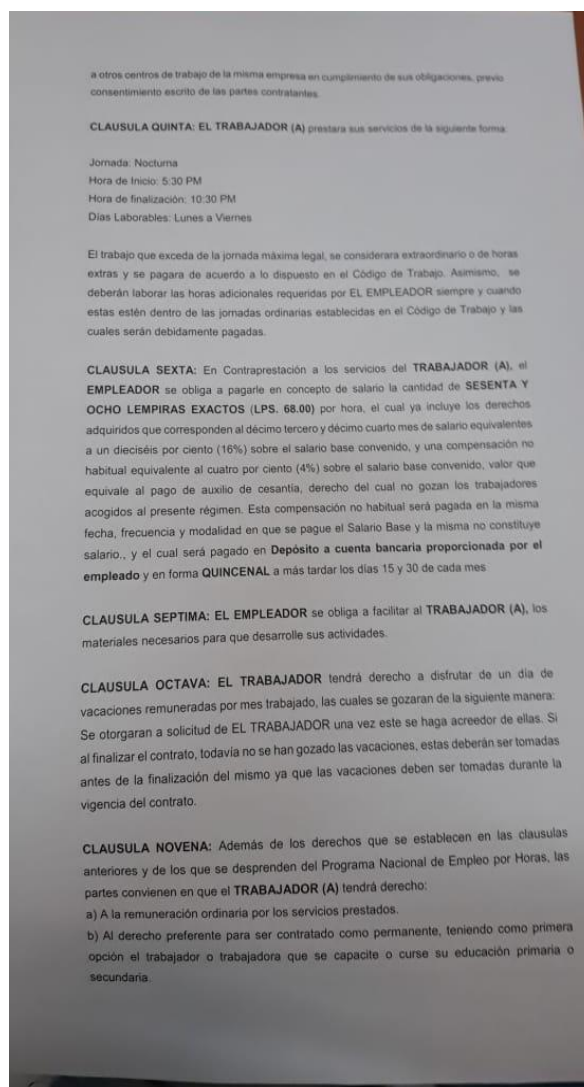 a otros centros de trabajo de la misma empresa en cumplimiento de sus obligaciones, previo
consentimiento escrito de las partes contratantes.
CLAUSULA QUINTA: EL TRABAJADOR (A) prestara sus servicios de la siguiente forma:
Jornada: Nocturna
Hora de Inicio: 5:30 PM
Hora de finalización: 10:30 PM
Días Laborables: Lunes a Viernes
El trabajo que exceda de la jornada máxima legal, se considerara extraordinario o de horas
extras y se pagara de acuerdo a lo dispuesto en el Código de Trabajo. Asimismo, se
deberán laborar las horas adicionales requeridas por EL EMPLEADOR siempre y cuando
estas estén dentro de las jornadas ordinarias establecidas en el Código de Trabajo y las
cuales serán debidamente pagadas.
CLAUSULA SEXTA: En Contraprestación a los servicios del TRABAJADOR (A), el
EMPLEADOR se obliga a pagarle en concepto de salario la cantidad de SESENTA Y
OCHO LEMPIRAS EXACTOS (LPS. 68.00) por hora, el cual ya incluye los derechos
adquiridos que corresponden al décimo tercero y décimo cuarto mes de salario equivalentes
a un dieciséis por ciento (16%) sobre el salario base convenido, y una compensación no
habitual equivalente al cuatro por ciento (4%) sobre el salario base convenido, valor que
equivale al pago de auxilio de cesantía, derecho del cual no gozan los trabajadores
acogidos al presente régimen. Esta compensación no habitual será pagada en la misma
fecha, frecuencia y modalidad en que se pague el Salario Base y la misma no constituye
salario., y el cual será pagado en Depósito a cuenta bancaria proporcionada por el
empleado y en forma QUINCENAL a más tardar los días 15 y 30 de cada mes
CLAUSULA SEPTIMA: EL EMPLEADOR se obliga a facilitar al TRABAJADOR (A), los
materiales necesarios para que desarrolle sus actividades.
CLAUSULA OCTAVA: EL TRABAJADOR tendrá derecho a disfrutar de un día de
vacaciones remuneradas por mes trabajado, las cuales se gozaran de la siguiente manera:
Se otorgaran a solicitud de EL TRABAJADOR una vez este se haga acreedor de ellas. Si
al finalizar el contrato, todavía no se han gozado las vacaciones, estas deberán ser tomadas
antes de la finalización del mismo ya que las vacaciones deben ser tomadas durante la
vigencia del contrato.
CLAUSULA NOVENA: Además de los derechos que se establecen en las clausulas
anteriores y de los que se desprenden del Programa Nacional de Empleo por Horas, las
partes convienen en que el TRABAJADOR (A) tendrá derecho:
a) A la remuneración ordinaria por los servicios prestados.
b) Al derecho preferente para ser contratado como permanente, teniendo como primera
opción el trabajador o trabajadora que se capacite o curse su educación primaria o
secundaria.